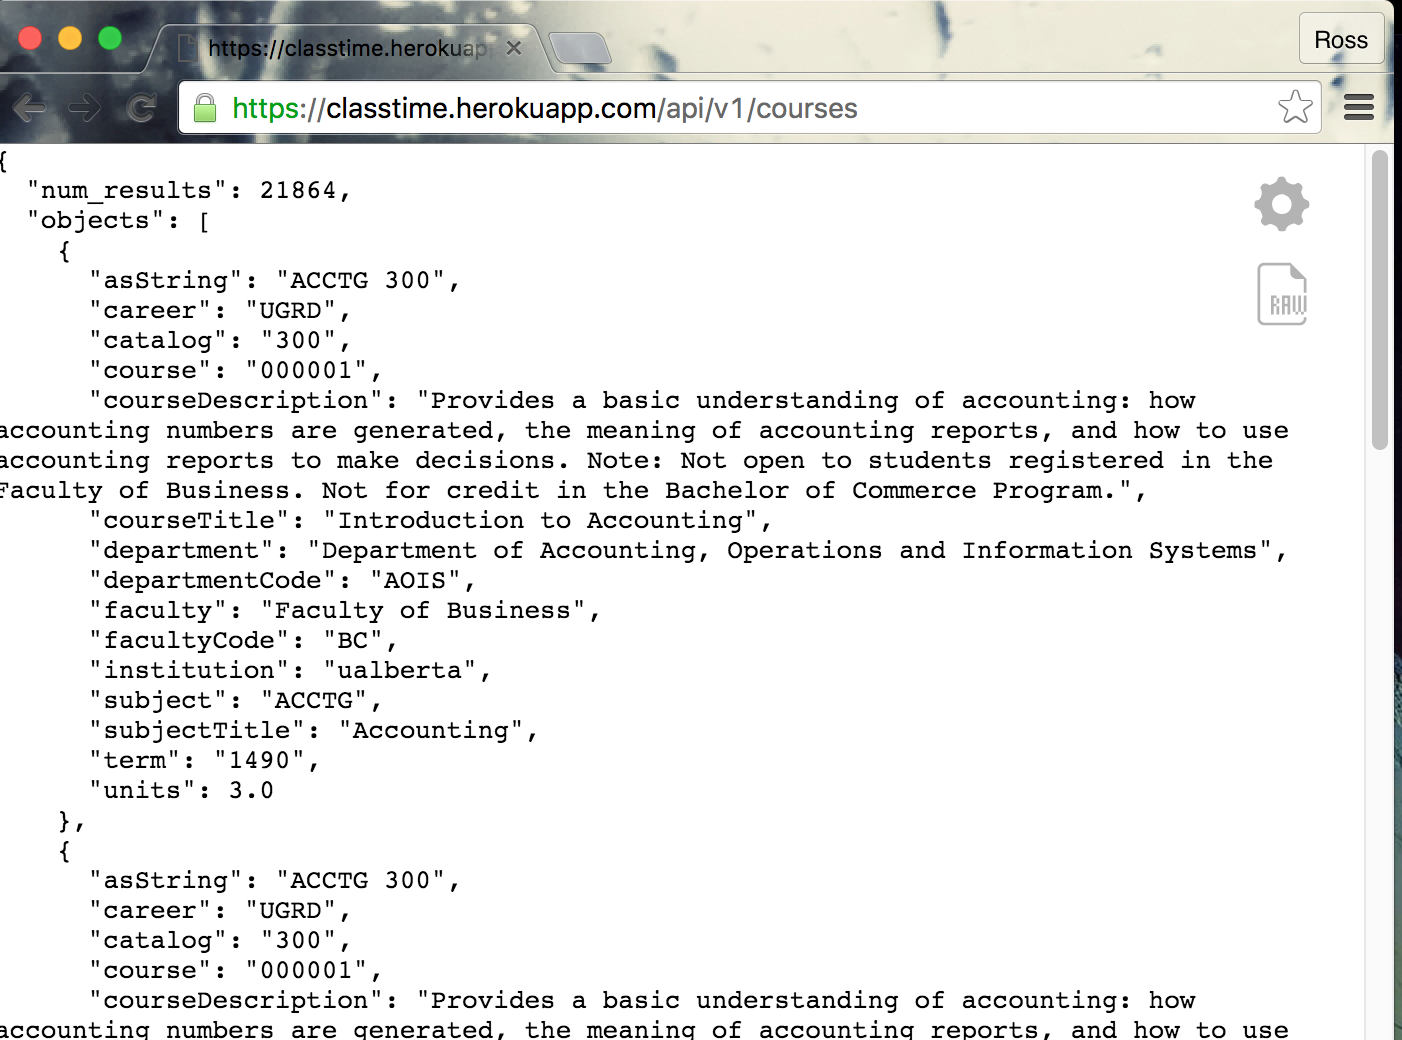 https://classtime.herokuap
Ross
https://classtime.herokuapp.com/api/v1/courses
{
"num_results": 21864,
"objects": [
{
"asString": "ACCTG 300",
"career": "UGRD",
"catalog": "300",
"course": "000001",
"courseDescription": "Provides a basic understanding of accounting: how
accounting numbers are generated, the meaning of accounting reports, and how to use
accounting reports to make decisions. Note: Not open to students registered in the
Faculty of Business. Not for credit in the Bachelor of Commerce Program.",
"courseTitle": "Introduction to Accounting",
"department": "Department of Accounting, Operations and Information Systems",
"departmentCode": "AOIS",
"faculty": "Faculty of Business",
"facultyCode": "BC",
"institution": "ualberta",
"subject": "ACCTG",
"subjectTitle": "Accounting",
"term": "1490",
"units": 3.0
},
{
"asString": "ACCTG 300",
"career": "UGRD",
"catalog": "300",
"course": "000001",
"courseDescription": "Provides a basic understanding of accounting: how
accounting numbers are generated, the meaning of accounting reports, and how to use
RAW